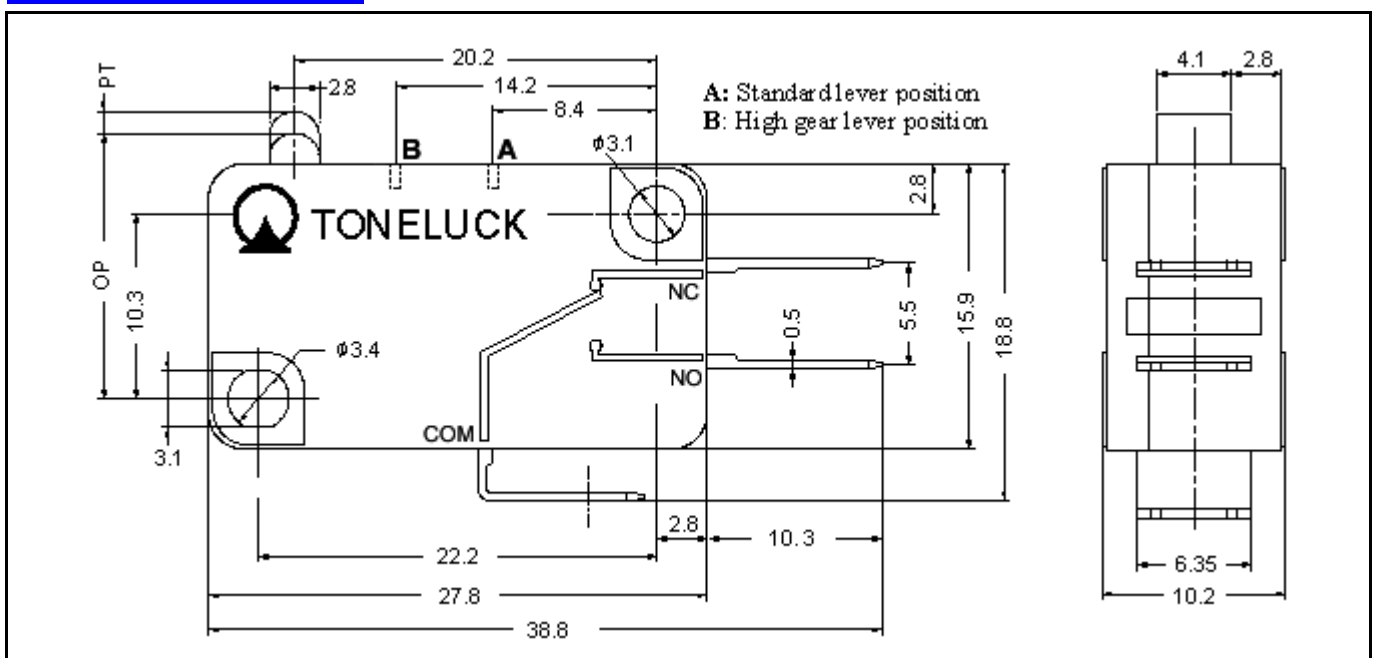 20.2
4.1
2.8
PT
2.8
14.2
A: Standard lever position
8.4
B: High gear lever position
B
A
ϕ3.1
2.8
TONELUCK
OP
10.3
NC
0.5
5.5
15.9
18.8
ϕ3.4
NO
COM
3.1
2.8
10.3
22.2
6.35
27.8
10.2
38.8